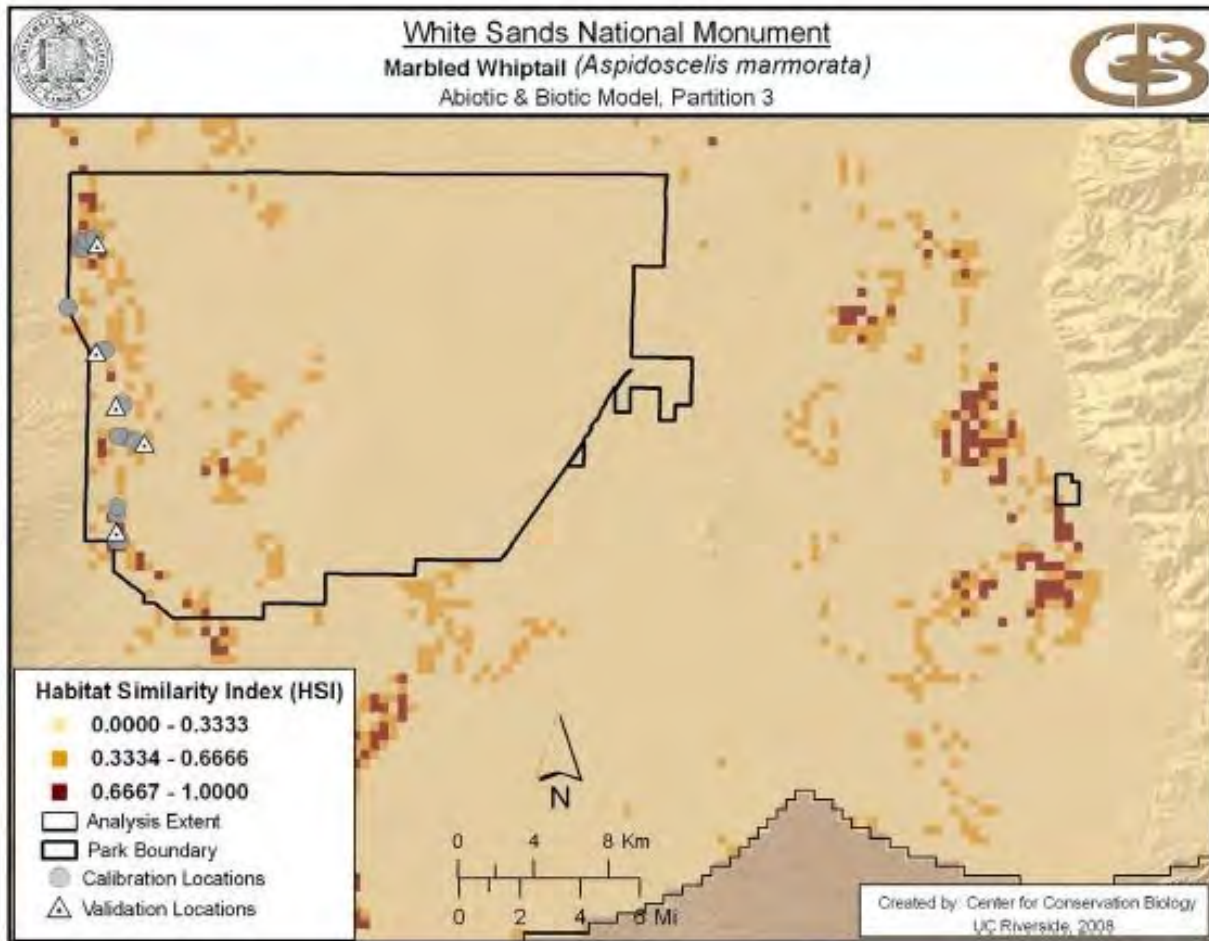 White Sands National Monument
Marbled Whiptail (Aspidoscelis marmorata)
Abiotic & Biotic Model, Partition 3
Habitat Similarity Index (HSI)
0.0000 - 0.3333
0.3334 - 0.6666
0.6667 - 1.0000
Analysis Extent
Park Boundary
Calibration Locations
Validation Locations
N
0 4 8 Km
0 2 4 6 Mi
Created by: Center for Conservation Biology
UC Riverside, 2008